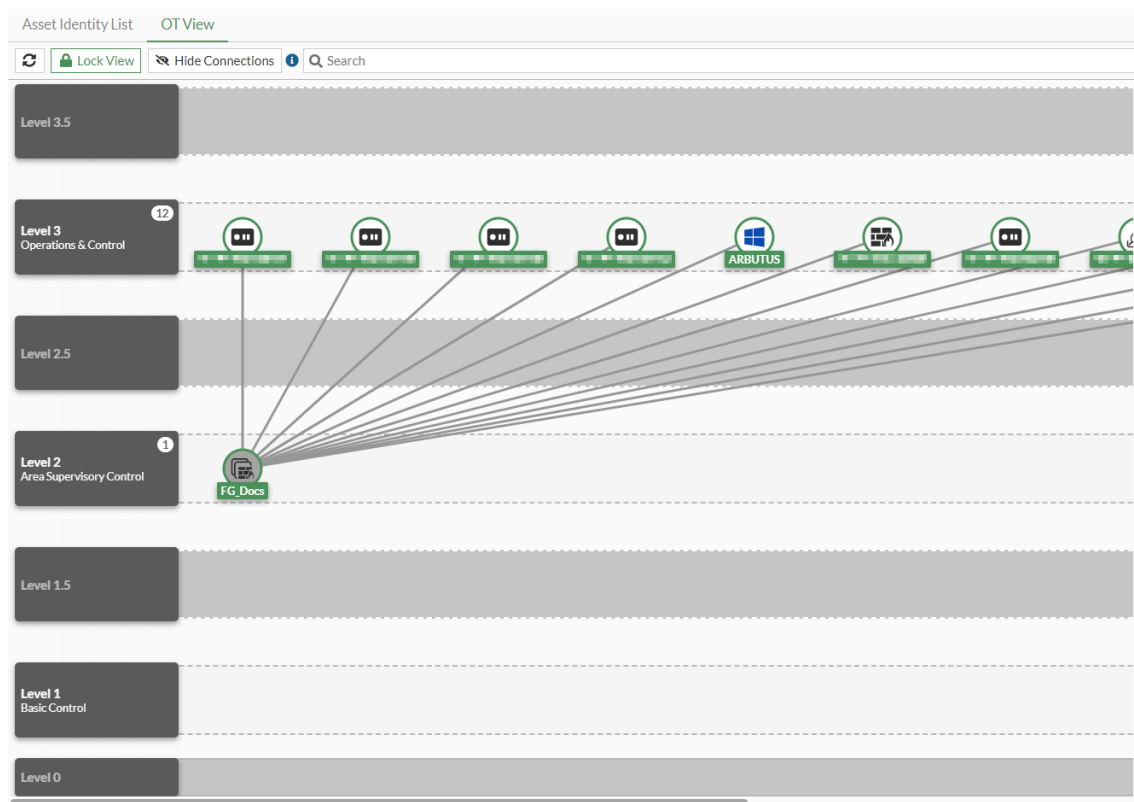 Asset Identity List
OT View
Lock View
Hide Connections
Search
Level 3.5
12
Level 3
Operations & Control
ARBUTUS
Level 2.5
1
Level 2
Area Supervisory Control
FG_Docs
Level 1.5
Level 1
Basic Control
Level 0